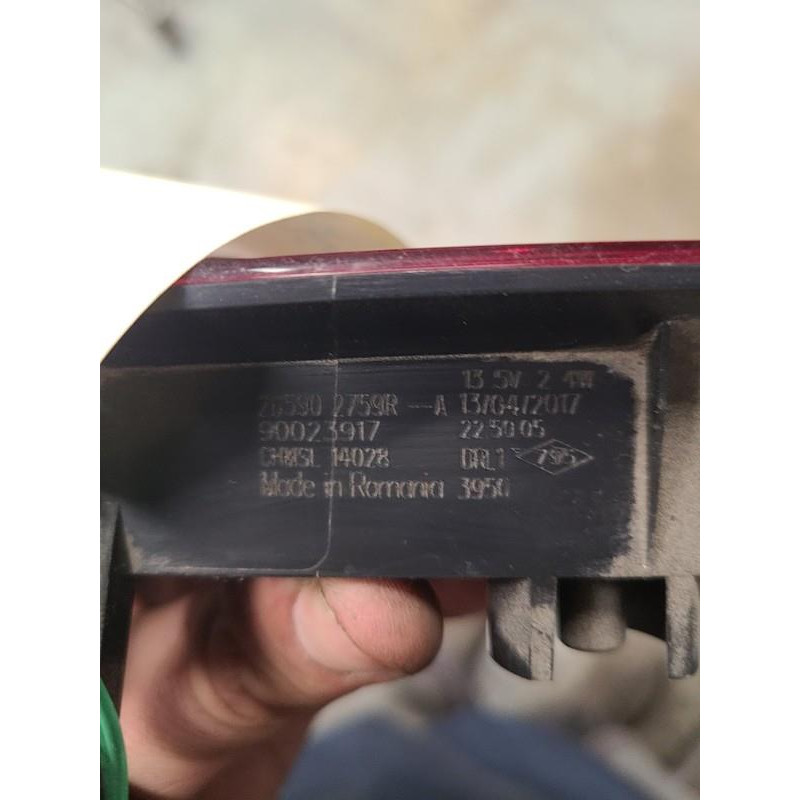 13.5V 2.4W
26590 2759R --A 13/04/2017
90023917 22:50:05
CHMSL 14028 DRL1 795
Made in Romania 3950